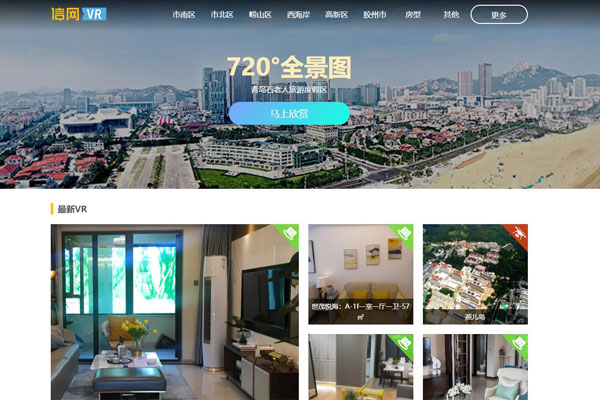 信网 VR
市南区 市北区 崂山区 西海岸 高新区 胶州市 房型 其他 更多
720°全景图
青岛石老人旅游度假区
马上欣赏
最新VR
世茂悦海：A-1f一室一厅一卫-57
㎡
燕儿岛